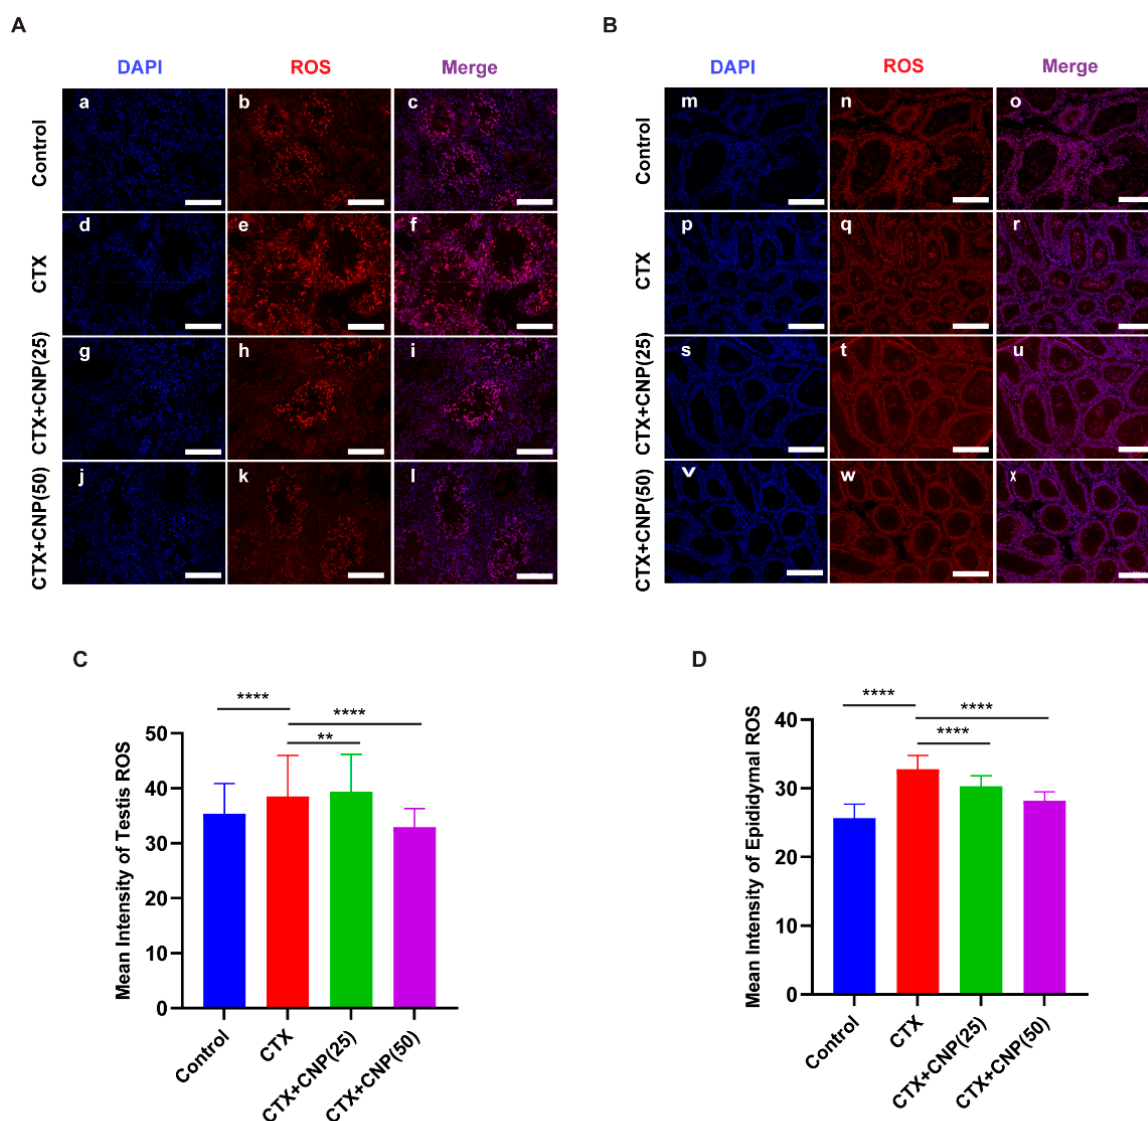 A
DAPI ROS Merge
Control
a b c
CTX
d e f
CTX+CNP(25)
g h i
CTX+CNP(50)
j k l
B
DAPI ROS Merge
Control
m n o
CTX
p q r
CTX+CNP(25)
s t u
CTX+CNP(50)
v w x
C
Mean Intensity of Testis ROS
****
****
**
50
40
30
20
10
0
Control
CTX
CTX+CNP(25)
CTX+CNP(50)
D
Mean Intensity of Epididymal ROS
****
****
****
40
30
20
10
0
Control
CTX
CTX+CNP(25)
CTX+CNP(50)